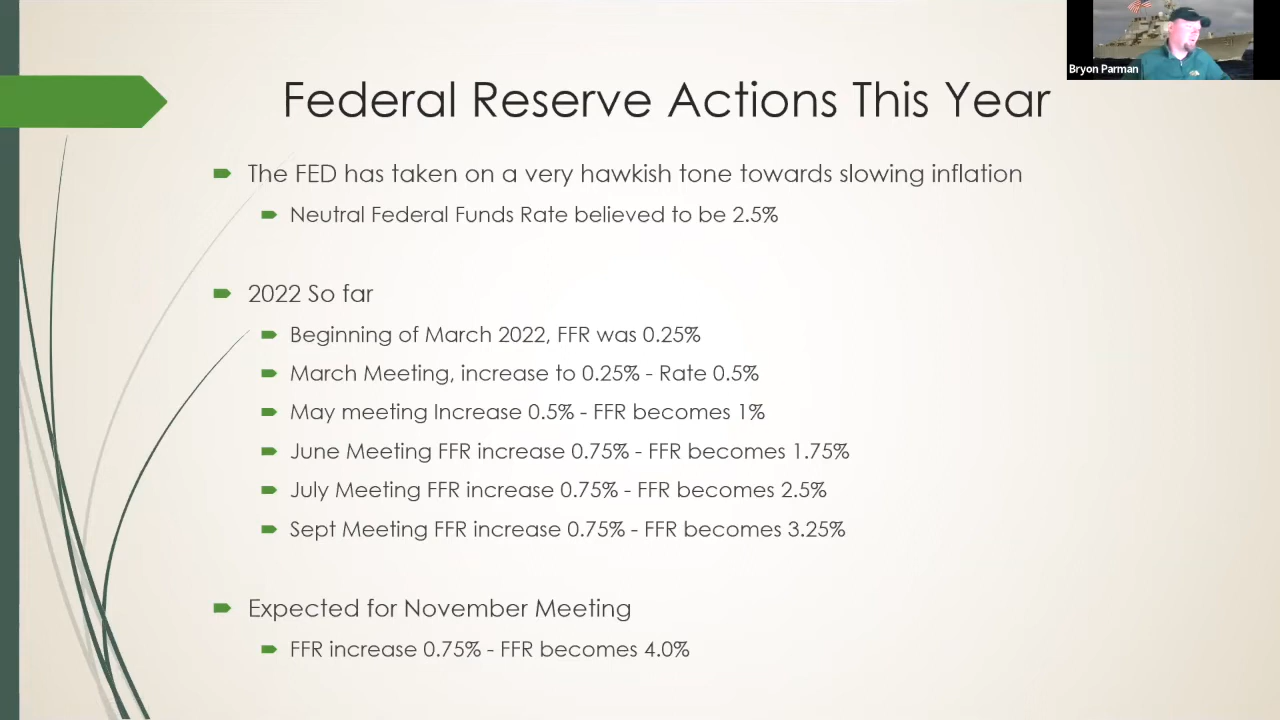 Bryon Parman
Federal Reserve Actions This Year
The FED has taken on a very hawkish tone towards slowing inflation
Neutral Federal Funds Rate believed to be 2.5%
2022 So far
Beginning of March 2022, FFR was 0.25%
March Meeting, increase to 0.25% - Rate 0.5%
May meeting Increase 0.5% - FFR becomes 1%
June Meeting FFR increase 0.75% - FFR becomes 1.75%
July Meeting FFR increase 0.75% - FFR becomes 2.5%
Sept Meeting FFR increase 0.75% - FFR becomes 3.25%
Expected for November Meeting
FFR increase 0.75% - FFR becomes 4.0%